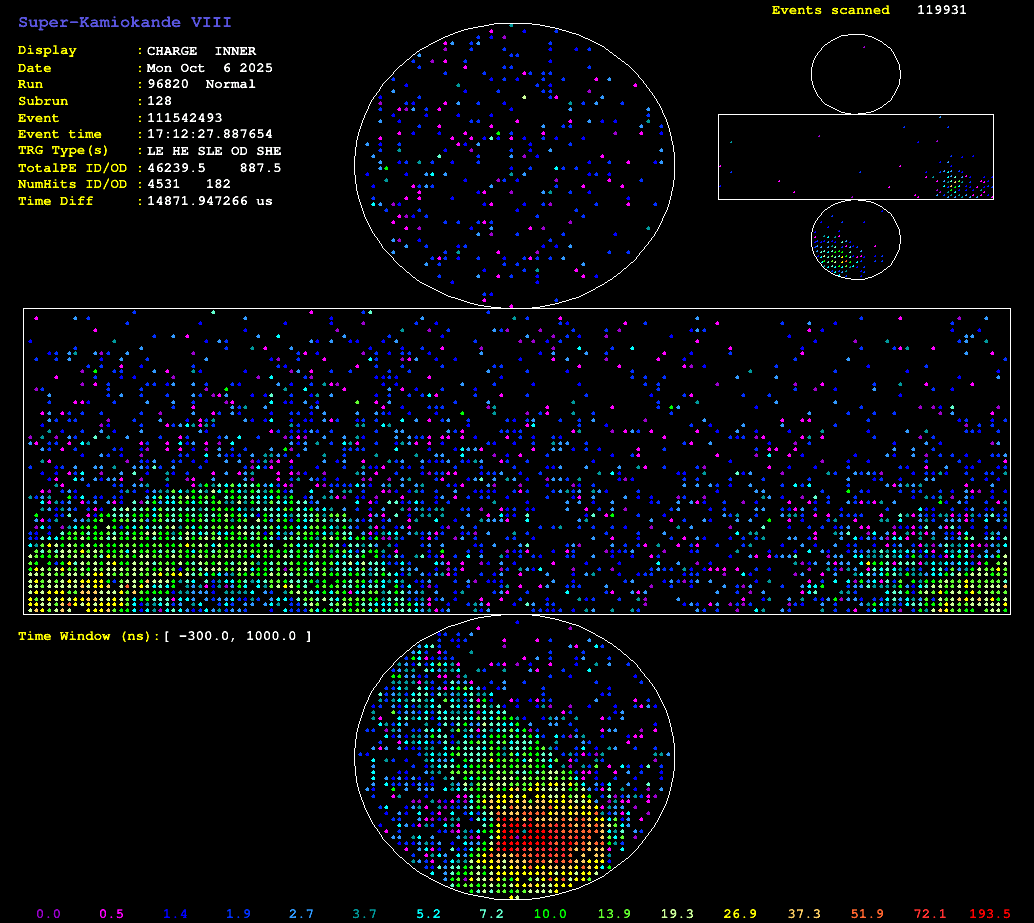 Super-Kamiokande VIII
Events scanned 119931
Display : CHARGE INNER
Date : Mon Oct 6 2025
Run : 96820 Normal
Subrun : 128
Event : 111542493
Event time : 17:12:27.887654
TRG Type(s) : LE HE SLE OD SHE
TotalPE ID/OD : 46239.5 887.5
NumHits ID/OD : 4531 182
Time Diff : 14871.947266 us
Time Window (ns):[ -300.0, 1000.0 ]
0.0 0.5 1.4 1.9 2.7 3.7 5.2 7.2 10.0 13.9 19.3 26.9 37.3 51.9 72.1 193.5